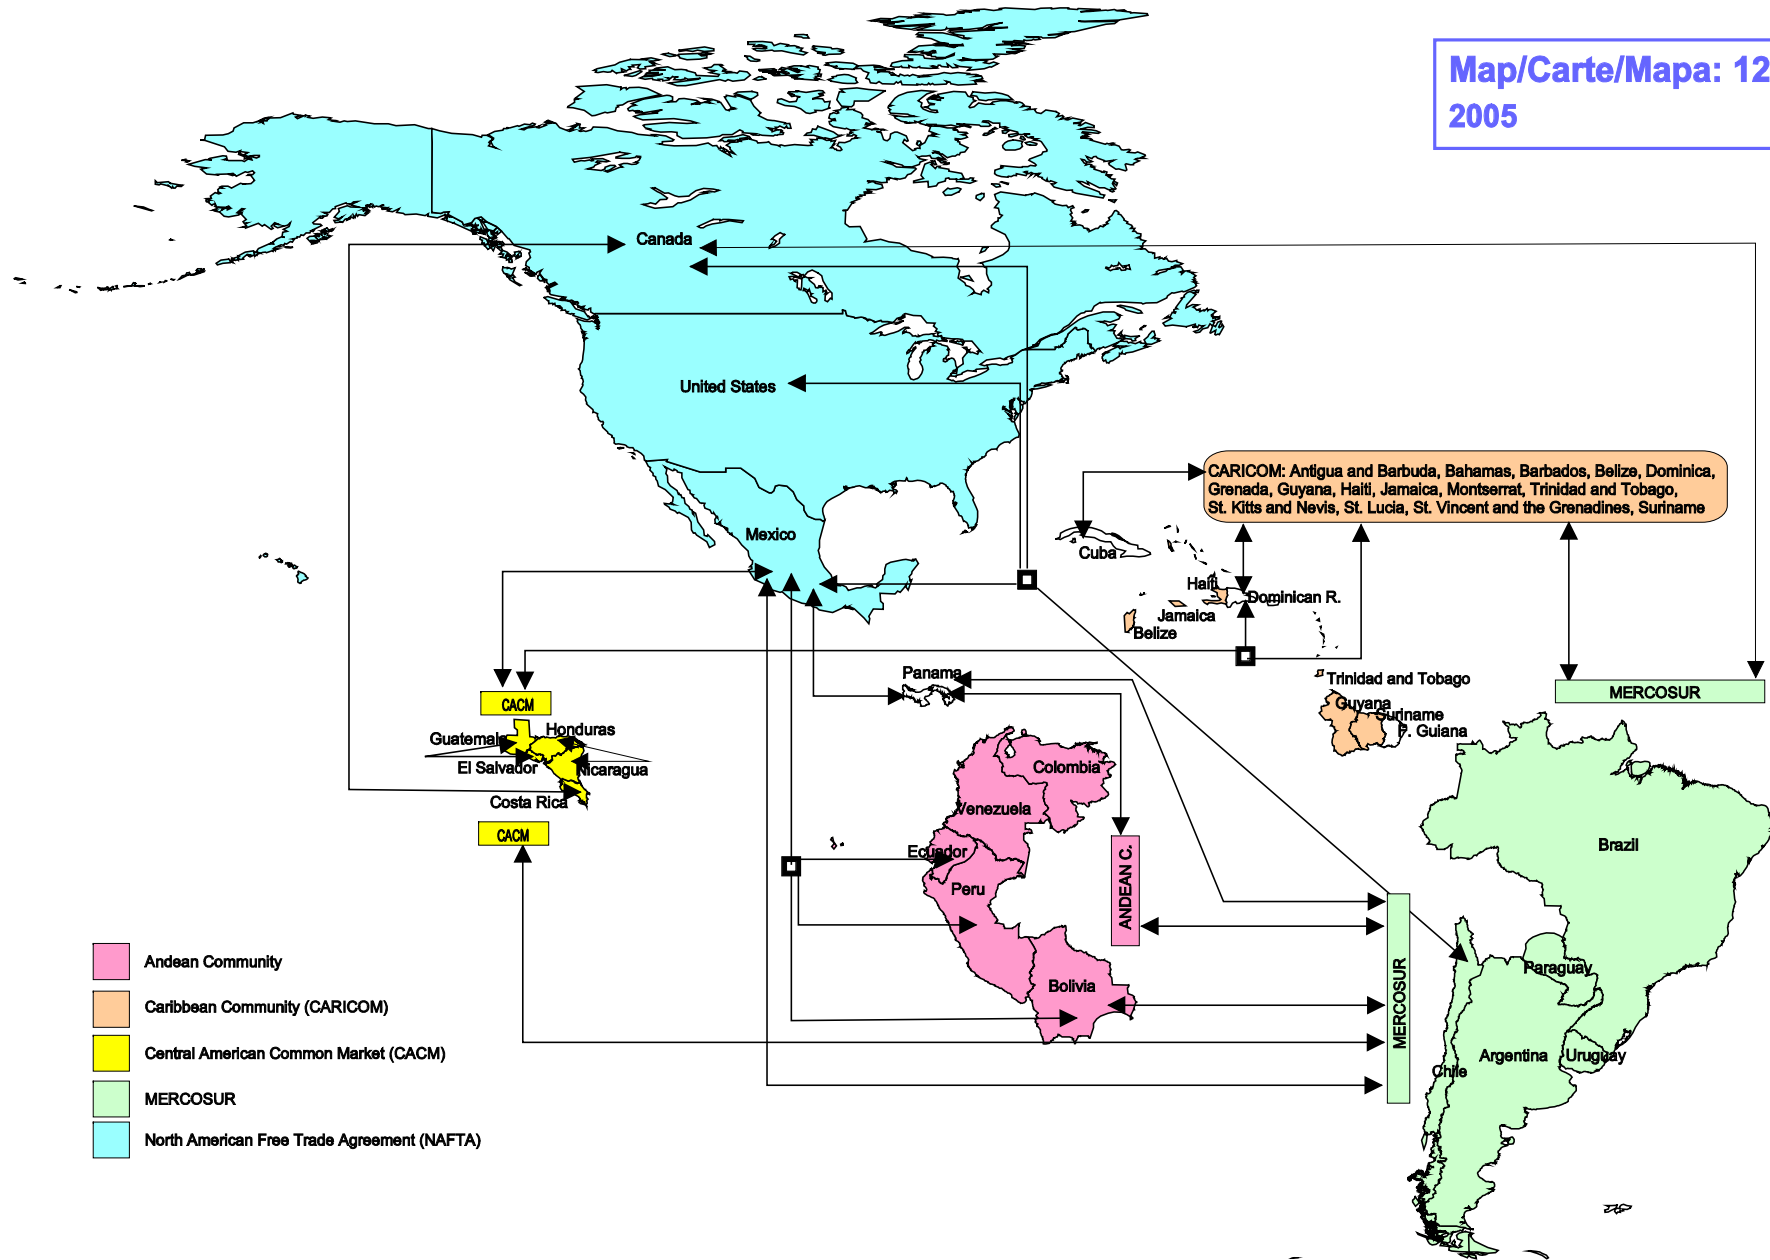 Map/Carte/Mapa: 12
2005
Canada
United States
CARICOM: Antigua and Barbuda, Bahamas, Barbados, Belize, Dominica,
Grenada, Guyana, Haiti, Jamaica, Montserrat, Trinidad and Tobago,
St. Kitts and Nevis, St. Lucia, St. Vincent and the Grenadines, Suriname
Mexico
Cuba
Haiti
Dominican R.
Jamaica
Belize
Panama
Trinidad and Tobago
MERCOSUR
CACM
Guyana
Suriname
F. Guiana
Honduras
Guatemala
El Salvador
Nicaragua
Colombia
Costa Rica
Venezuela
CACM
Brazil
Ecuador
ANDEAN C.
Peru
Andean Community
Paraguay
Bolivia
MERCOSUR
Caribbean Community (CARICOM)
Central American Common Market (CACM)
Argentina
Uruguay
Chile
MERCOSUR
North American Free Trade Agreement (NAFTA)